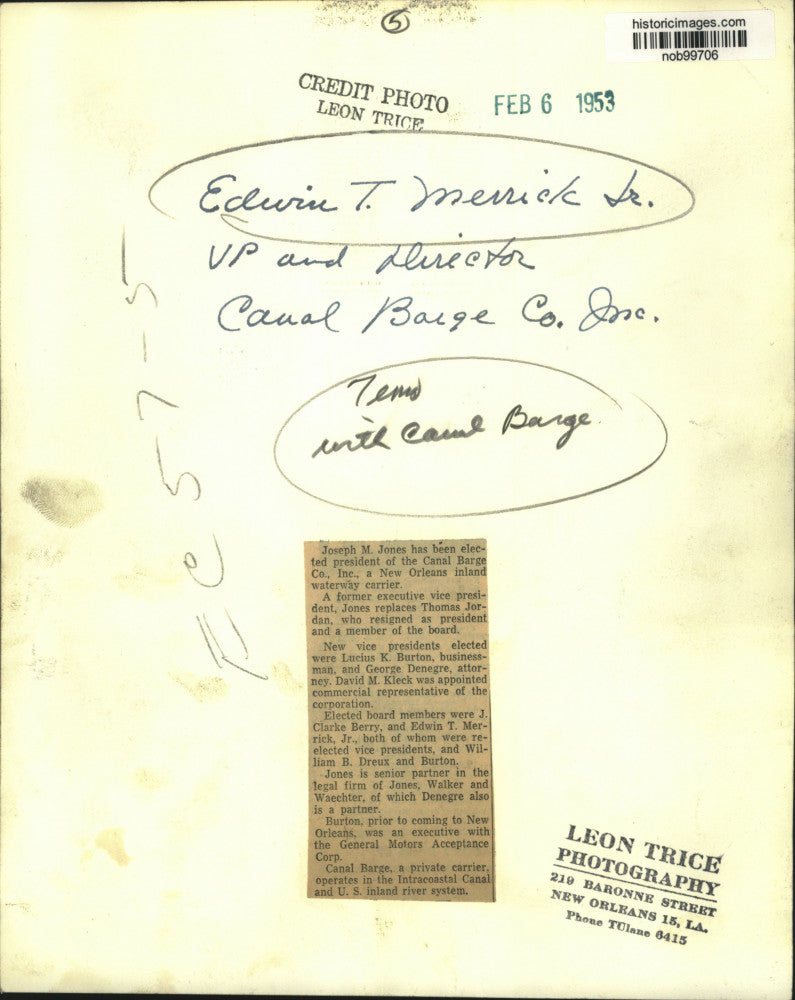 5
historicimages.com
nob99706
CREDIT PHOTO
LEON TRICE
FEB 6 1953
Edwin T. Merrick Jr.
VP and Director
Canal Barge Co. Inc.
with Canal Barge
Joseph M. Jones has been elec-
ted president of the Canal Barge
Co., Inc., a New Orleans inland
waterway carrier.
A former executive vice presi-
dent, Jones replaces Thomas Jor-
dan, who resigned as president
and a member of the board.
New vice presidents elected
were Lucius K. Burton, business-
man, and George Denegre, attor-
ney. David M. Kleck was appointed
commercial representative of the
corporation.
Elected board members were J.
Clarke Berry, and Edwin T. Mer-
rick, Jr., both of whom were re-
elected vice presidents, and Wil-
liam B. Dreux and Burton.
Jones is senior partner in the
legal firm of Jones, Walker and
Waechter, of which Denegre also
is a partner.
Burton, prior to coming to New
Orleans, was an executive with
the General Motors Acceptance
Corp.
Canal Barge, a private carrier,
operates in the Intracoastal Canal
and U. S. inland river system.
LEON TRICE
PHOTOGRAPHY
219 BARONNE STREET
NEW ORLEANS 15, LA.
Phone TUlane 6415